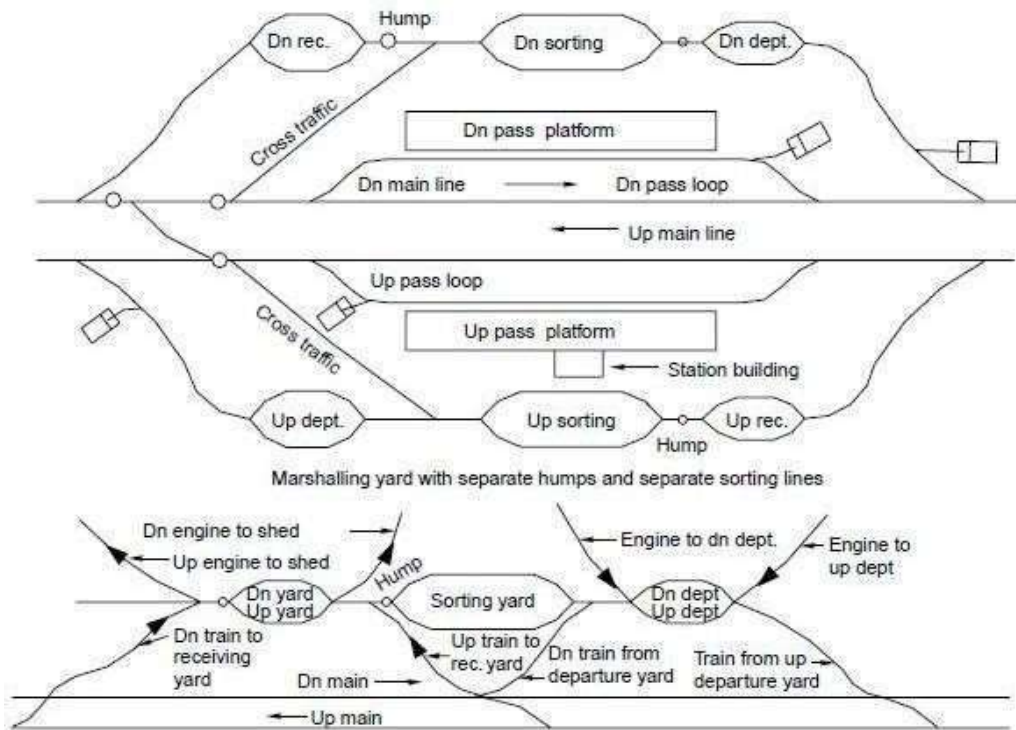 Hump
Dn rec.
Dn sorting
Dn dept.
Cross traffic
Dn pass platform
Dn main line
Dn pass loop
Up main line
Up pass loop
Cross traffic
Up pass platform
Station building
Up dept.
Up sorting
Up rec.
Hump
Marshalling yard with separate humps and separate sorting lines
Dn engine to shed
Up engine to shed
Engine to dn dept.
Engine to
up dept
Hump
Dn yard
Up yard
Sorting yard
Dn dept
Up dept
Dn train to
receiving
yard
Up train to
rec. yard
Dn train from
departure yard
Train from up
departure yard
Dn main
Up main